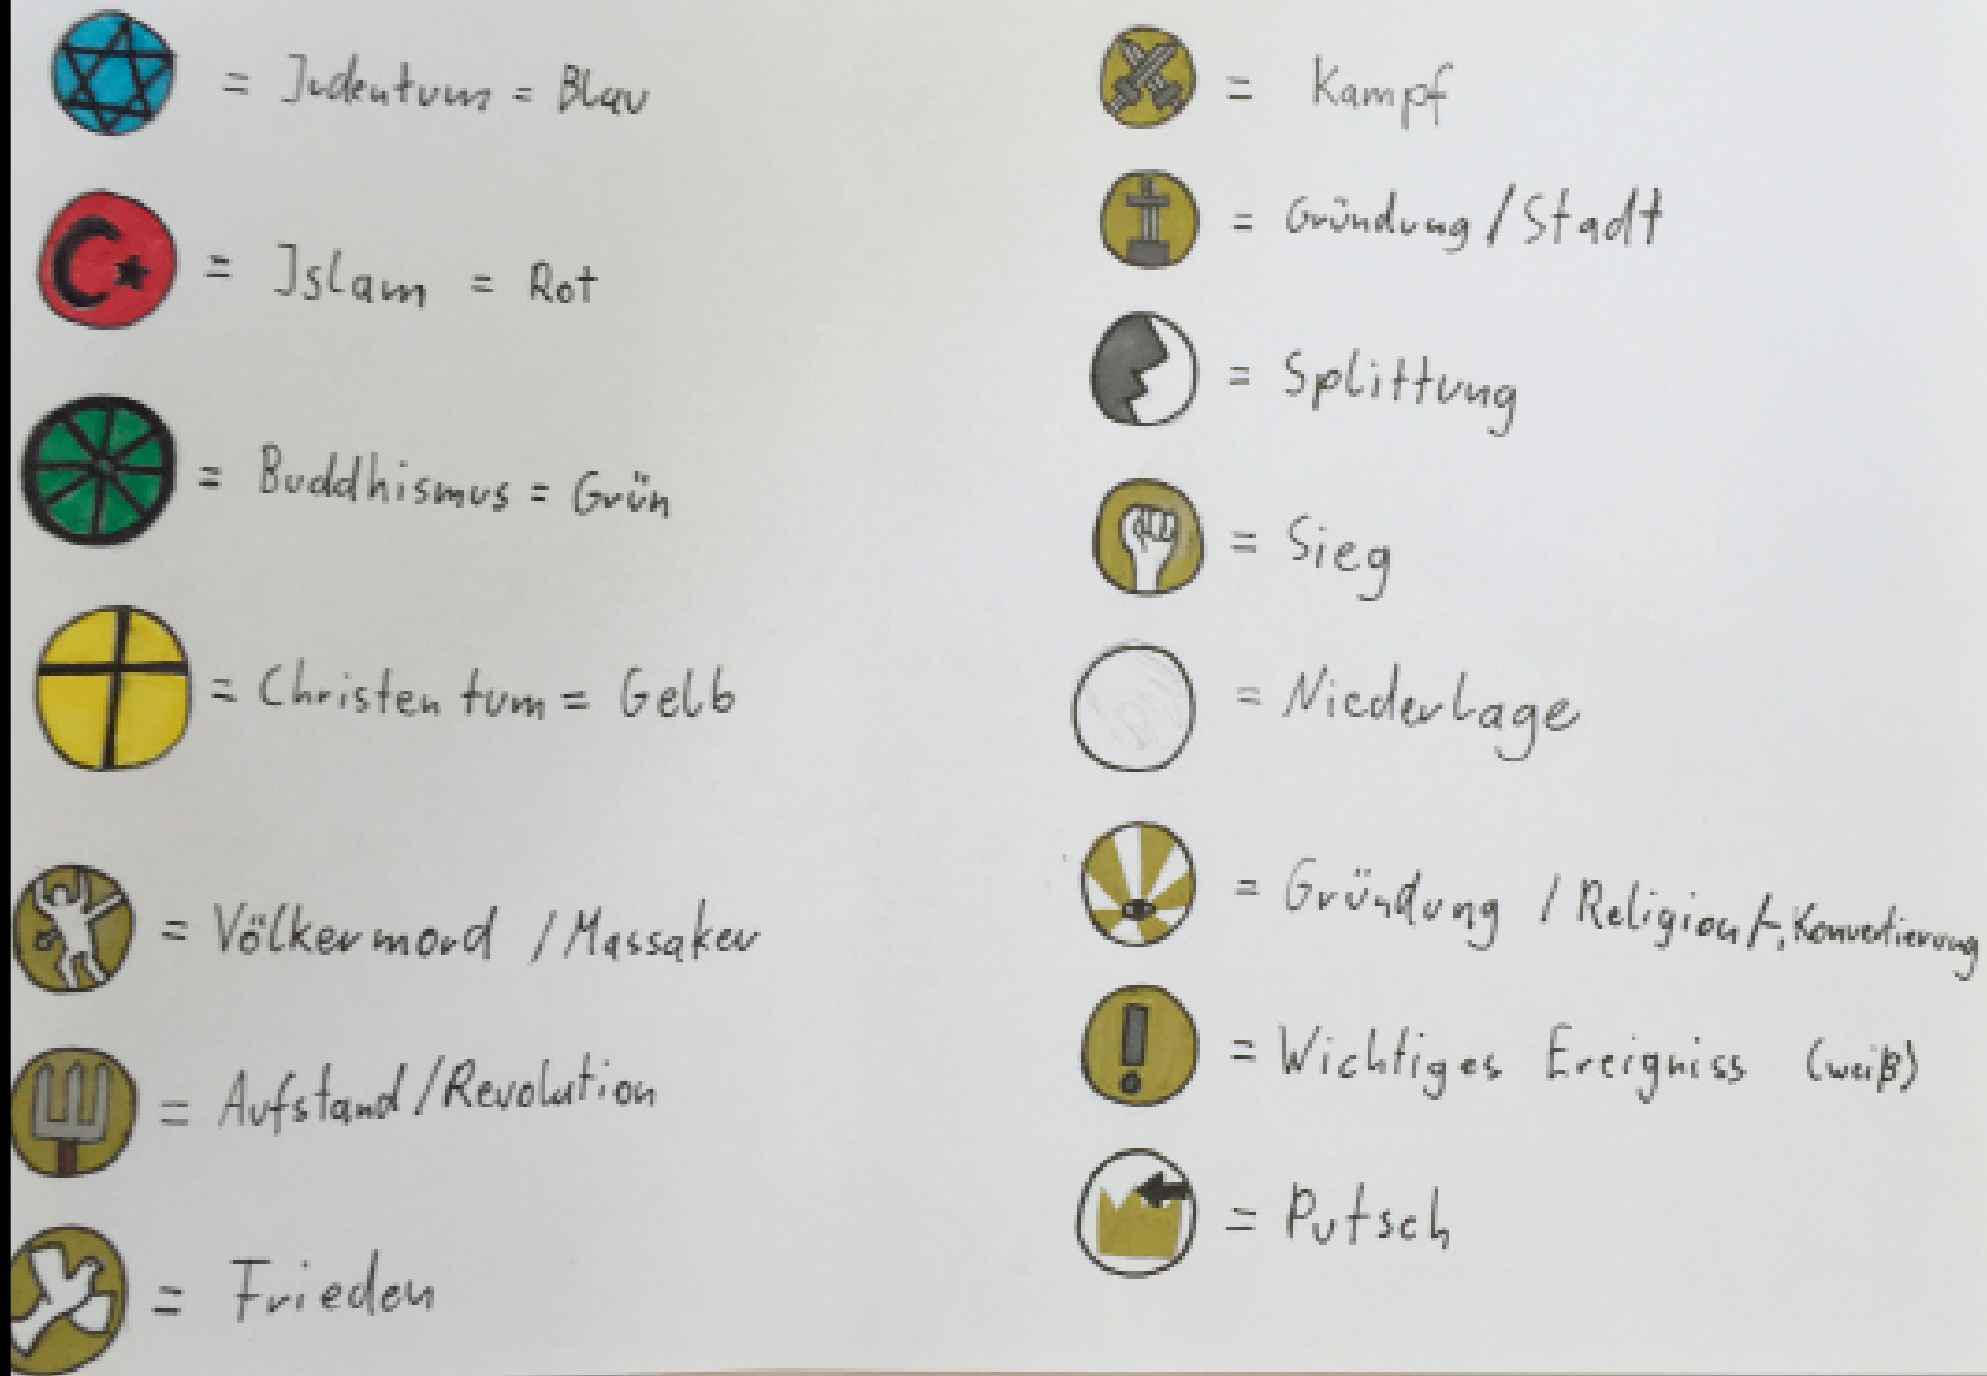 = Judentum = Blau
= Islam = Rot
= Buddhismus = Grün
= Christentum = Gelb
= Völkermord / Massaker
= Aufstand / Revolution
= Frieden
= Kampf
= Gründung / Stadt
= Splittung
= Sieg
= Niederlage
= Gründung / Religion / -, Konvertierung
= Wichtiges Ereigniss (weiß)
= Putsch